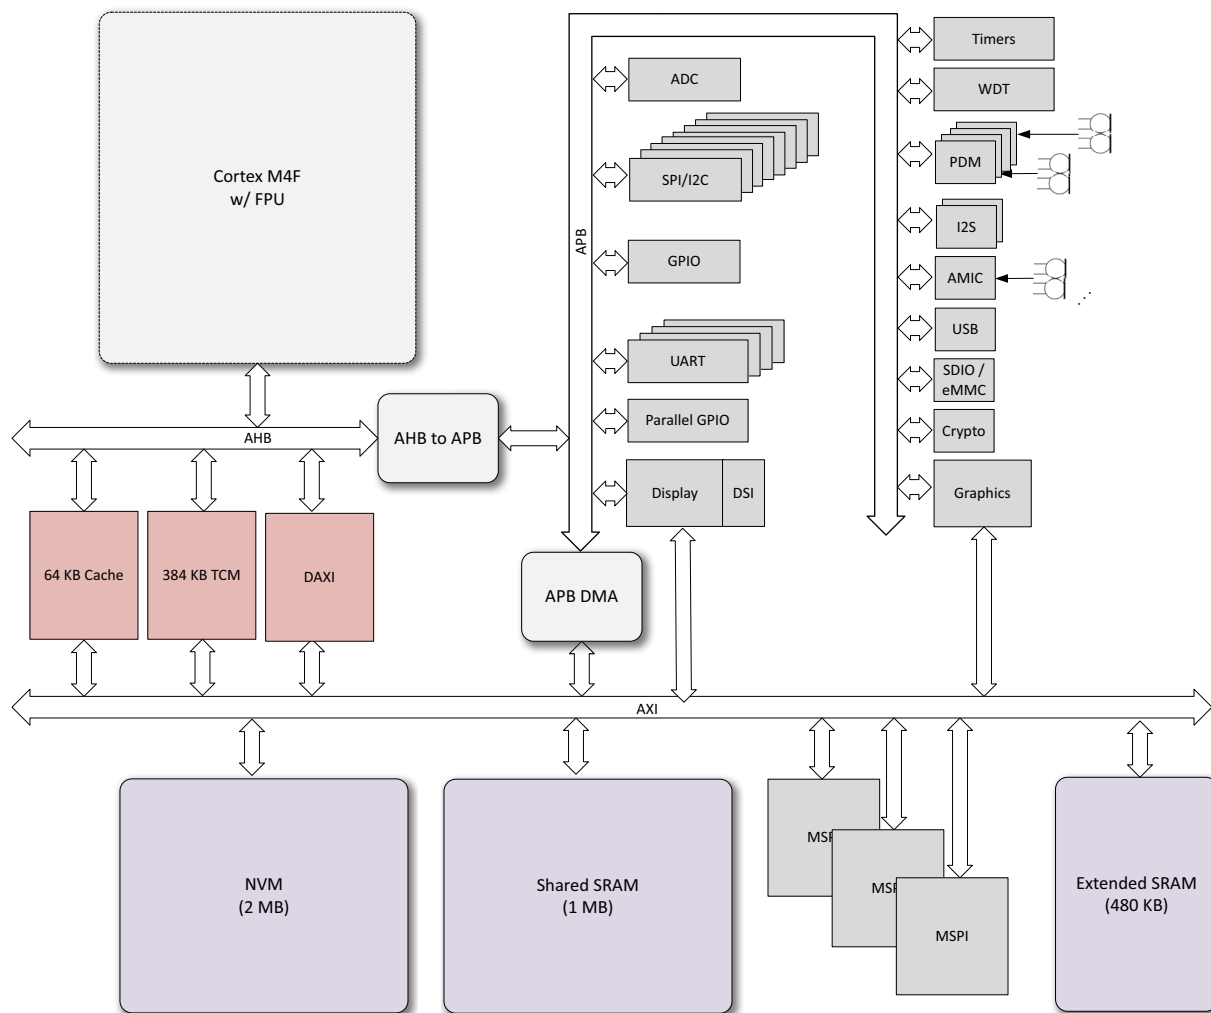 Cortex M4F
w/ FPU
AHB
AHB to APB
APB
ADC
SPI/I2C
GPIO
UART
Parallel GPIO
Display
DSI
APB DMA
Timers
WDT
PDM
I2S
AMIC
USB
SDIO /
eMMC
Crypto
Graphics
64 KB Cache
384 KB TCM
DAXI
AXI
NVM
(2 MB)
Shared SRAM
(1 MB)
MSP
MSP
MSPI
Extended SRAM
(480 KB)